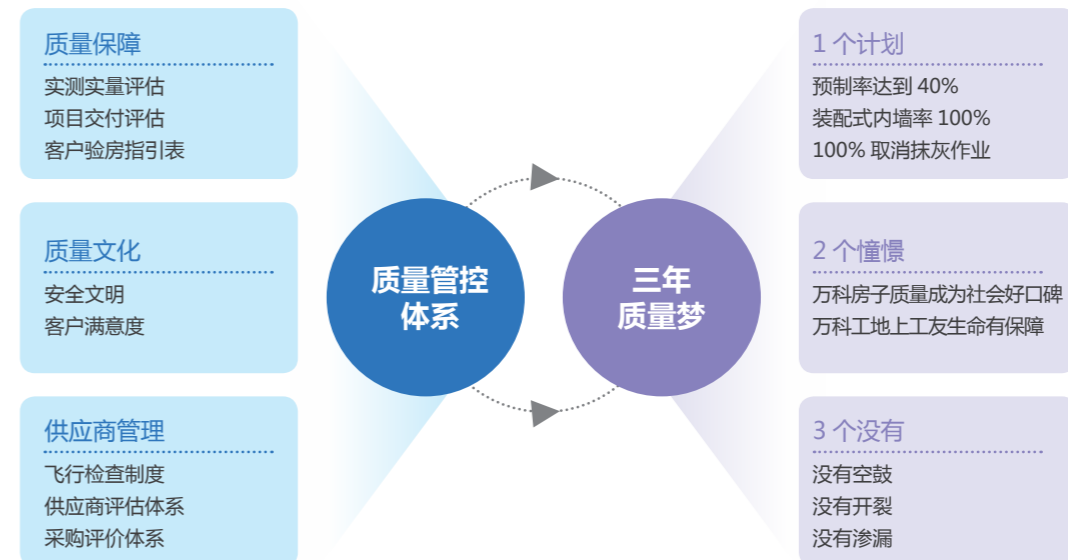 质量保障
实测实量评估
项目交付评估
客户验房指引表
质量文化
安全文明
客户满意度
供应商管理
飞行检查制度
供应商评估体系
采购评价体系
质量管控
体系
三年
质量梦
1 个计划
预制率达到 40%
装配式内墙率 100%
100% 取消抹灰作业
2 个憧憬
万科房子质量成为社会好口碑
万科工地上工友生命有保障
3 个没有
没有空鼓
没有开裂
没有渗漏